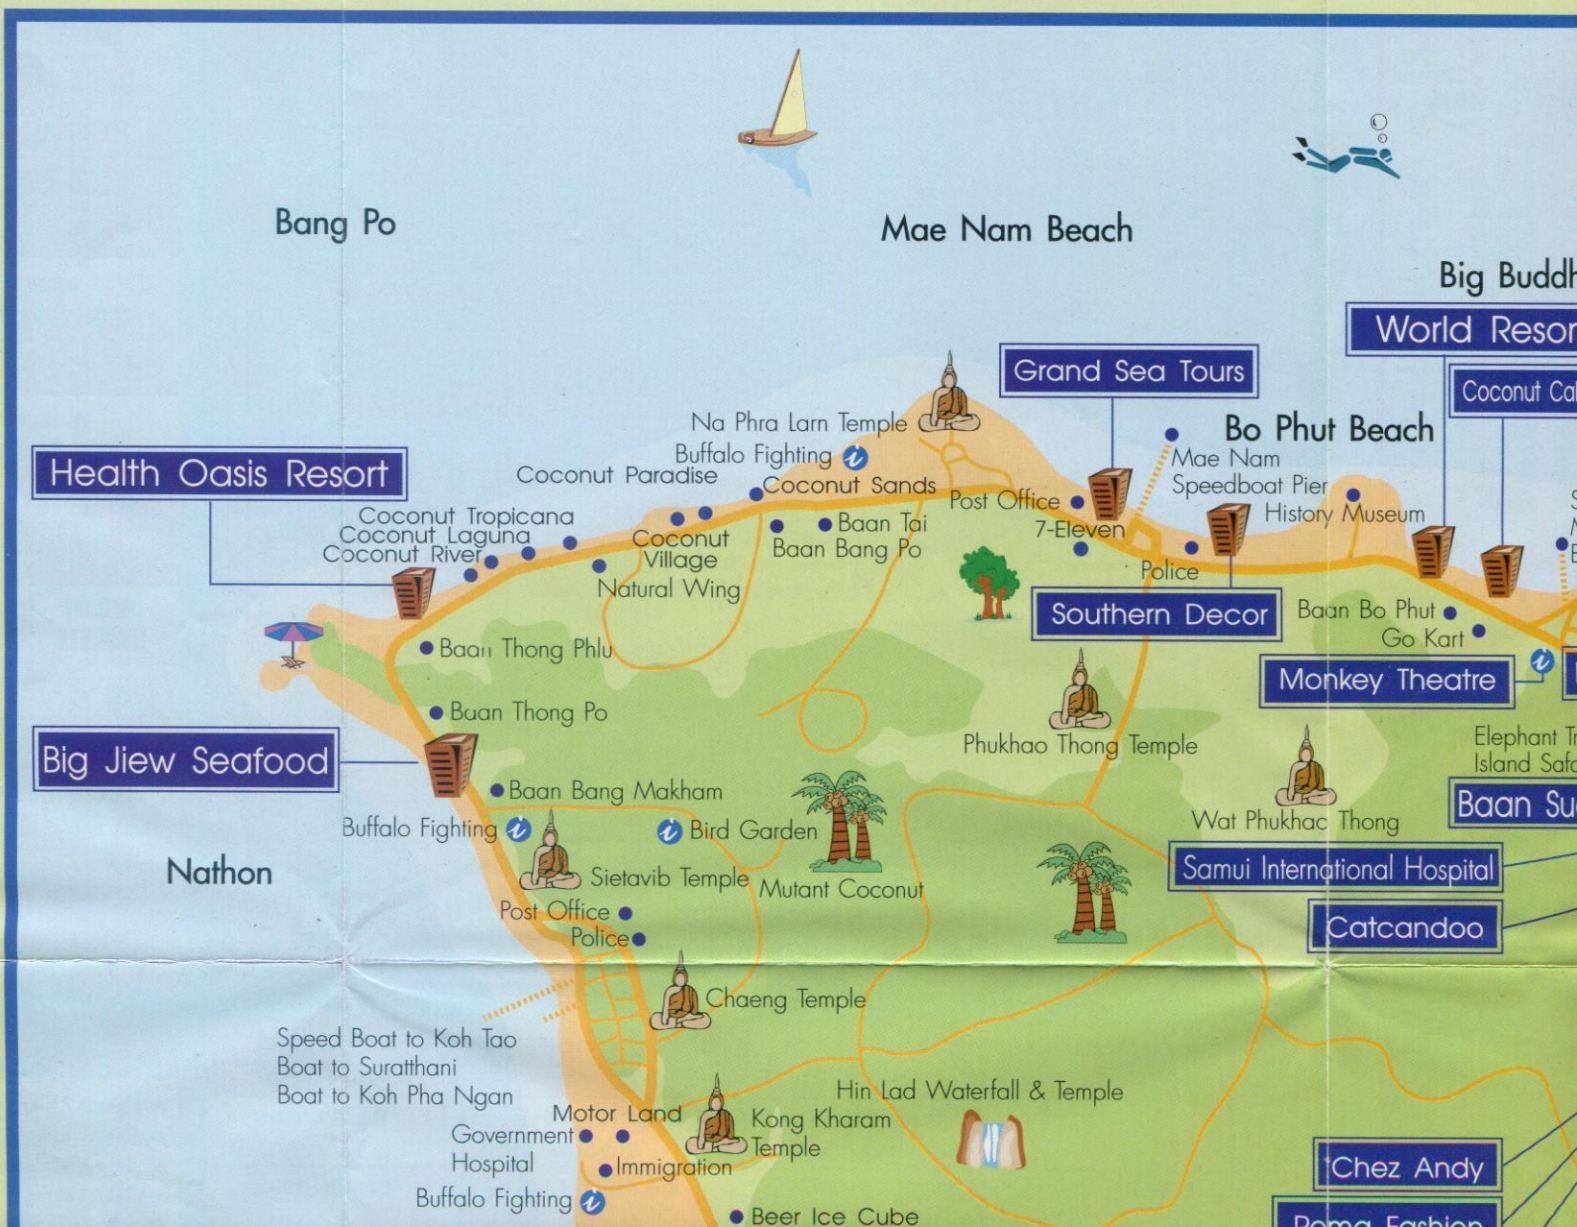 Bang Po
Mae Nam Beach
Big Buddh
World Resor
Grand Sea Tours
Coconut Ca
Na Phra Larn Temple
Bo Phut Beach
Buffalo Fighting
Mae Nam
Speedboat Pier
Health Oasis Resort
Coconut Paradise
Coconut Sands
Post Office
History Museum
Coconut Tropicana
Coconut Laguna
Coconut River
Coconut
Village
Baan Tai
Baan Bang Po
7-Eleven
Police
Natural Wing
Southern Decor
Baan Bo Phut
Go Kart
Baan Thong Phlu
Monkey Theatre
Baan Thong Po
Phukhao Thong Temple
Elephant T
Island Safa
Big Jiew Seafood
Baan Bang Makham
Baan Su
Buffalo Fighting
Bird Garden
Wat Phukhao Thong
Nathon
Sietavib Temple
Mutant Coconut
Samui International Hospital
Post Office
Police
Catcandoo
Chaeng Temple
Speed Boat to Koh Tao
Boat to Suratthani
Boat to Koh Pha Ngan
Hin Lad Waterfall & Temple
Motor Land
Kong Kharam
Temple
Government
Hospital
Immigration
Chez Andy
Buffalo Fighting
Roma Fashion
Beer Ice Cube